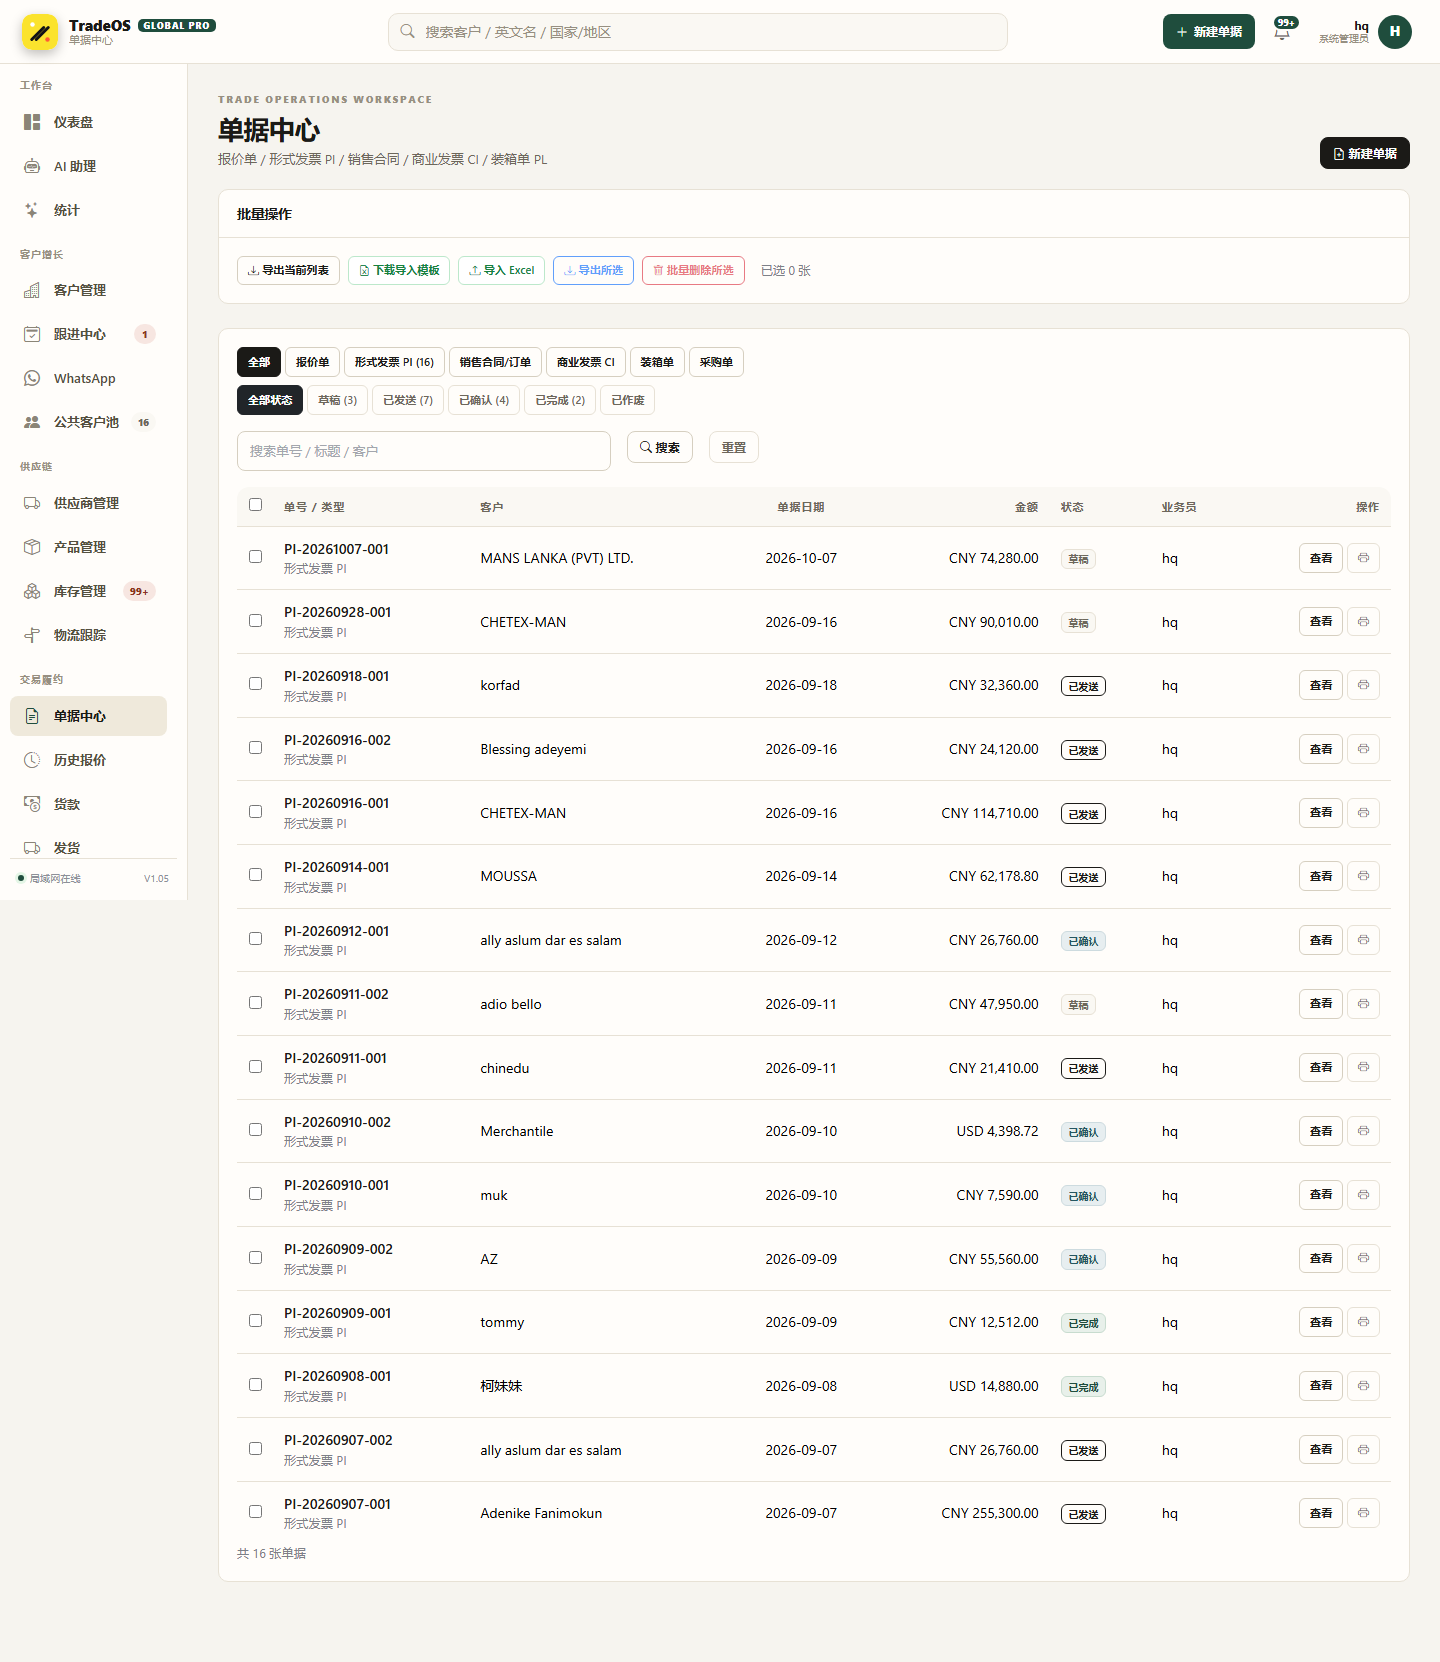 TradeOS GLOBAL PRO
单据中心
搜索客户 / 英文名 / 国家/地区
+ 新建单据
99+
hq
系统管理员
H
工作台
仪表盘
AI 助理
统计
客户增长
客户管理
跟进中心 1
WhatsApp
公共客户池 16
供应链
供应商管理
产品管理
库存管理 99+
物流跟踪
交易履约
单据中心
历史报价
货款
发货
局域网在线 V1.05
TRADE OPERATIONS WORKSPACE
单据中心
报价单 / 形式发票 PI / 销售合同 / 商业发票 CI / 装箱单 PL
新建单据
批量操作
导出当前列表 下载导入模板 导入 Excel 导出所选 批量删除所选 已选 0 张
全部 报价单 形式发票 PI (16) 销售合同/订单 商业发票 CI 装箱单 采购单
全部状态 草稿 (3) 已发送 (7) 已确认 (4) 已完成 (2) 已作废
搜索单号 / 标题 / 客户 搜索 重置
单号 / 类型 客户 单据日期 金额 状态 业务员 操作
PI-20261007-001
形式发票 PI
MANS LANKA (PVT) LTD. 2026-10-07 CNY 74,280.00 草稿 hq 查看
PI-20260928-001
形式发票 PI
CHETEX-MAN 2026-09-16 CNY 90,010.00 草稿 hq 查看
PI-20260918-001
形式发票 PI
korfad 2026-09-18 CNY 32,360.00 已发送 hq 查看
PI-20260916-002
形式发票 PI
Blessing adeyemi 2026-09-16 CNY 24,120.00 已发送 hq 查看
PI-20260916-001
形式发票 PI
CHETEX-MAN 2026-09-16 CNY 114,710.00 已发送 hq 查看
PI-20260914-001
形式发票 PI
MOUSSA 2026-09-14 CNY 62,178.80 已发送 hq 查看
PI-20260912-001
形式发票 PI
ally aslum dar es salam 2026-09-12 CNY 26,760.00 已确认 hq 查看
PI-20260911-002
形式发票 PI
adio bello 2026-09-11 CNY 47,950.00 草稿 hq 查看
PI-20260911-001
形式发票 PI
chinedu 2026-09-11 CNY 21,410.00 已发送 hq 查看
PI-20260910-002
形式发票 PI
Merchantile 2026-09-10 USD 4,398.72 已确认 hq 查看
PI-20260910-001
形式发票 PI
muk 2026-09-10 CNY 7,590.00 已确认 hq 查看
PI-20260909-002
形式发票 PI
AZ 2026-09-09 CNY 55,560.00 已确认 hq 查看
PI-20260909-001
形式发票 PI
tommy 2026-09-09 CNY 12,512.00 已完成 hq 查看
PI-20260908-001
形式发票 PI
柯妹妹 2026-09-08 USD 14,880.00 已完成 hq 查看
PI-20260907-002
形式发票 PI
ally aslum dar es salam 2026-09-07 CNY 26,760.00 已发送 hq 查看
PI-20260907-001
形式发票 PI
Adenike Fanimokun 2026-09-07 CNY 255,300.00 已发送 hq 查看
共 16 张单据